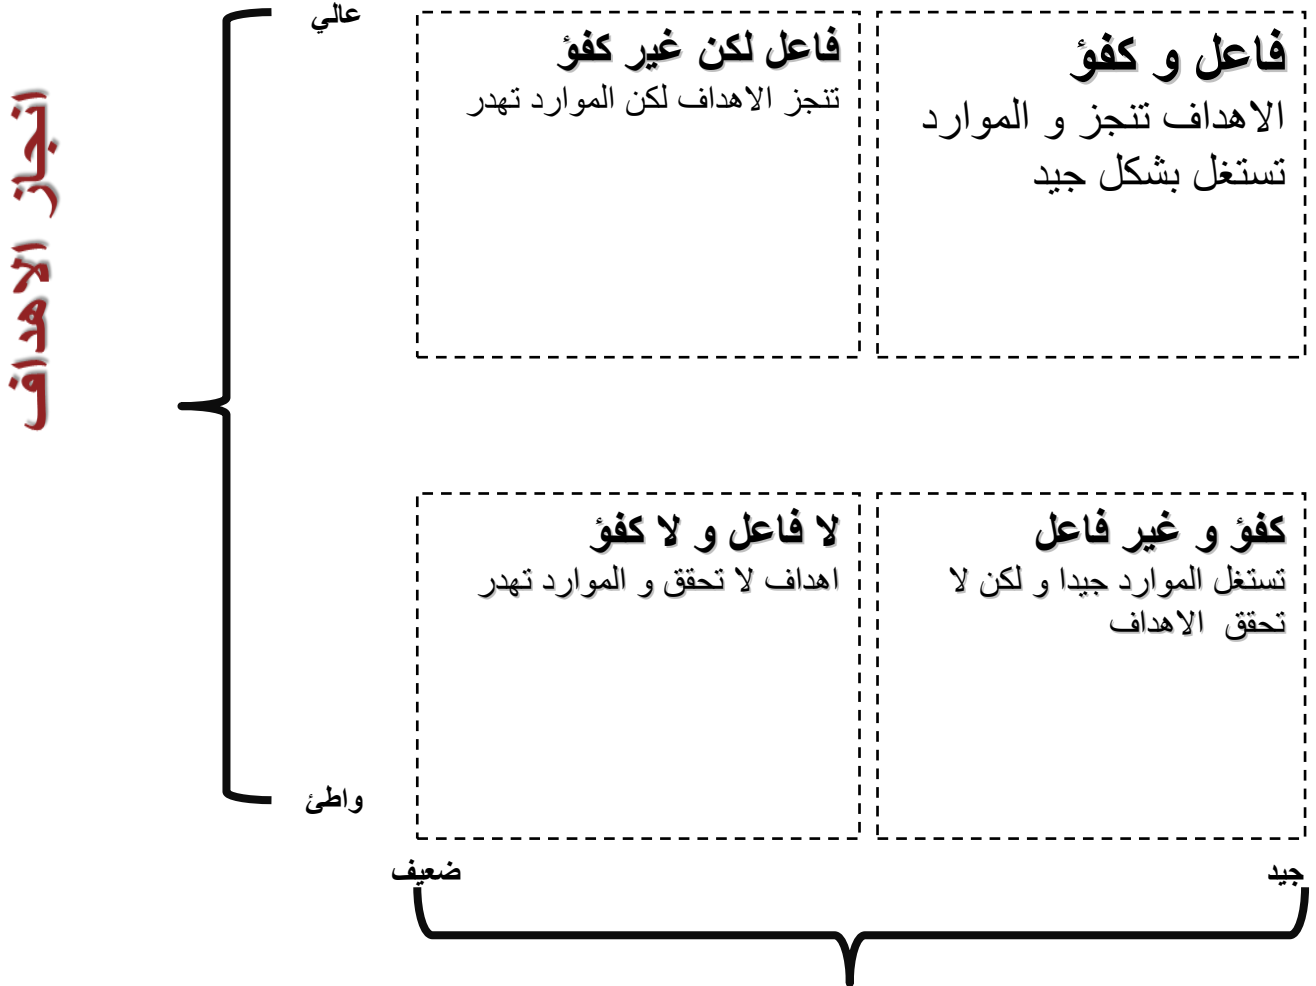 انجاز الاهداف
عالي
فاعل و كفؤ
الاهداف تنجز و الموارد
تستغل بشكل جيد
فاعل لكن غير كفؤ
تنجز الاهداف لكن الموارد تهدر
كفؤ و غير فاعل
تستغل الموارد جيدا و لكن لا
تحقق الاهداف
لا فاعل و لا كفؤ
اهداف لا تحقق و الموارد تهدر
واطئ
جيد
ضعيف